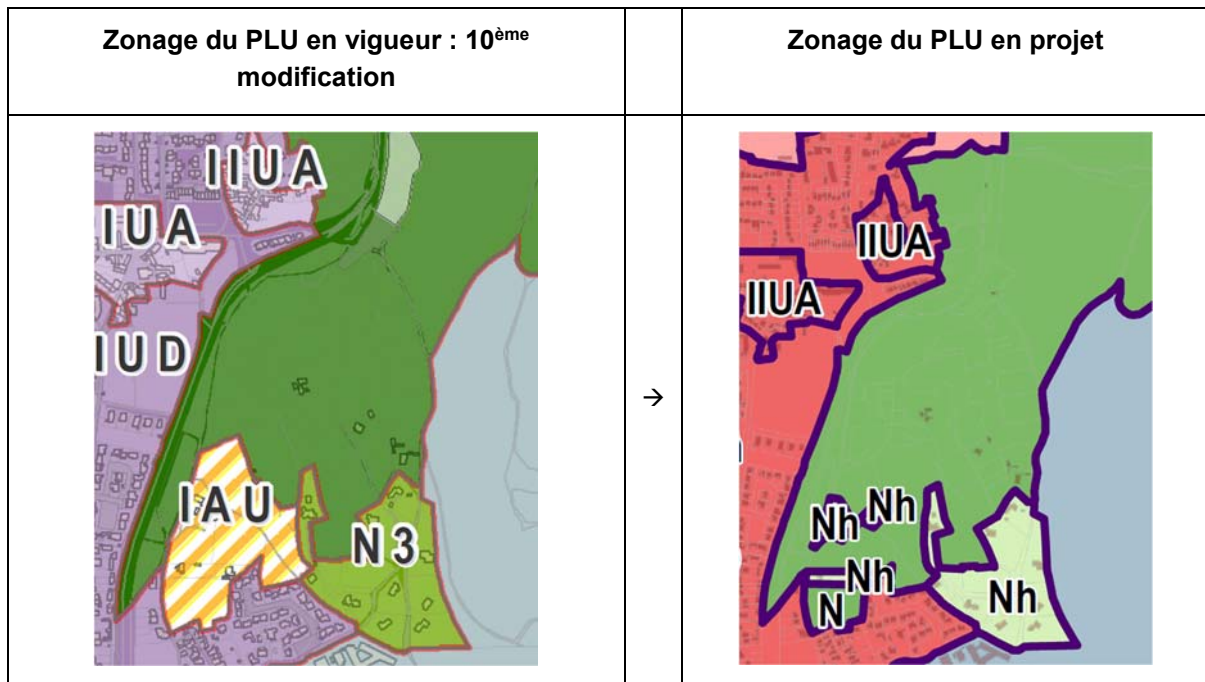 Zonage du PLU en vigueur : 10ème
modification
Zonage du PLU en projet
→
IIUA
IUA
IUD
IAU
N3
IIUA
IIUA
Nh
Nh
Nh
N
Nh